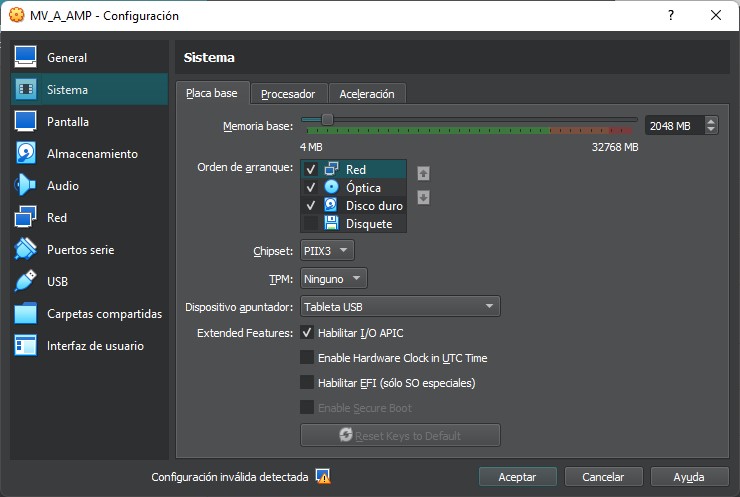 MV_A_AMP - Configuración
?
General
Sistema
Pantalla
Almacenamiento
Audio
Red
Puertos serie
USB
Carpetas compartidas
Interfaz de usuario
Sistema
Placa base Procesador Aceleración
Memoria base: 2048 MB
4 MB 32768 MB
Orden de arranque: Red
Óptica
Disco duro
Disquete
Chipset: PIIX3
TPM: Ninguno
Dispositivo apuntador: Tableta USB
Extended Features: Habilitar I/O APIC
Enable Hardware Clock in UTC Time
Habilitar EFI (sólo SO especiales)
Enable Secure Boot
Reset Keys to Default
Configuración inválida detectada Aceptar Cancelar Ayuda